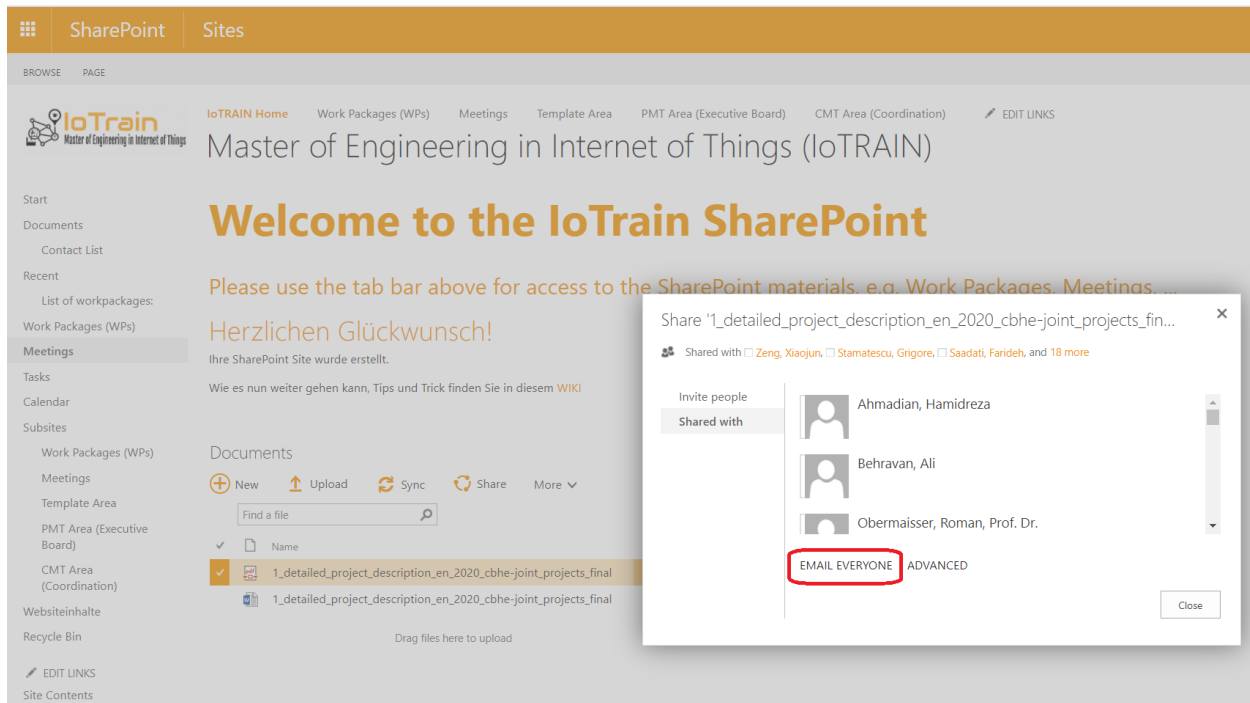 SharePoint Sites
BROWSE PAGE
IoTrain
Master of Engineering in Internet of Things
IoTRAIN Home Work Packages (WPs) Meetings Template Area PMT Area (Executive Board) CMT Area (Coordination) EDIT LINKS
Master of Engineering in Internet of Things (IoTRAIN)
Start
Documents
Contact List
Recent
List of workpackages:
Work Packages (WPs)
Meetings
Tasks
Calendar
Subsites
Work Packages (WPs)
Meetings
Template Area
PMT Area (Executive
Board)
CMT Area
(Coordination)
Websiteinhalte
Recycle Bin
EDIT LINKS
Site Contents
Welcome to the IoTrain SharePoint
Please use the tab bar above for access to the SharePoint materials, e.g. Work Packages, Meetings, ...
Herzlichen Glückwunsch!
Ihre SharePoint Site wurde erstellt.
Wie es nun weiter gehen kann, Tips und Trick finden Sie in diesem WIKI
Documents
New Upload Sync Share More
Find a file
Name
1_detailed_project_description_en_2020_cbhe-joint_projects_final
1_detailed_project_description_en_2020_cbhe-joint_projects_final
Drag files here to upload
Share '1_detailed_project_description_en_2020_cbhe-joint_projects_fin...
Shared with Zeng, Xiaojun, Stamatescu, Grigore, Saadati, Farideh, and 18 more
Invite people
Shared with
Ahmadian, Hamidreza
Behravan, Ali
Obermaisser, Roman, Prof. Dr.
EMAIL EVERYONE ADVANCED
Close